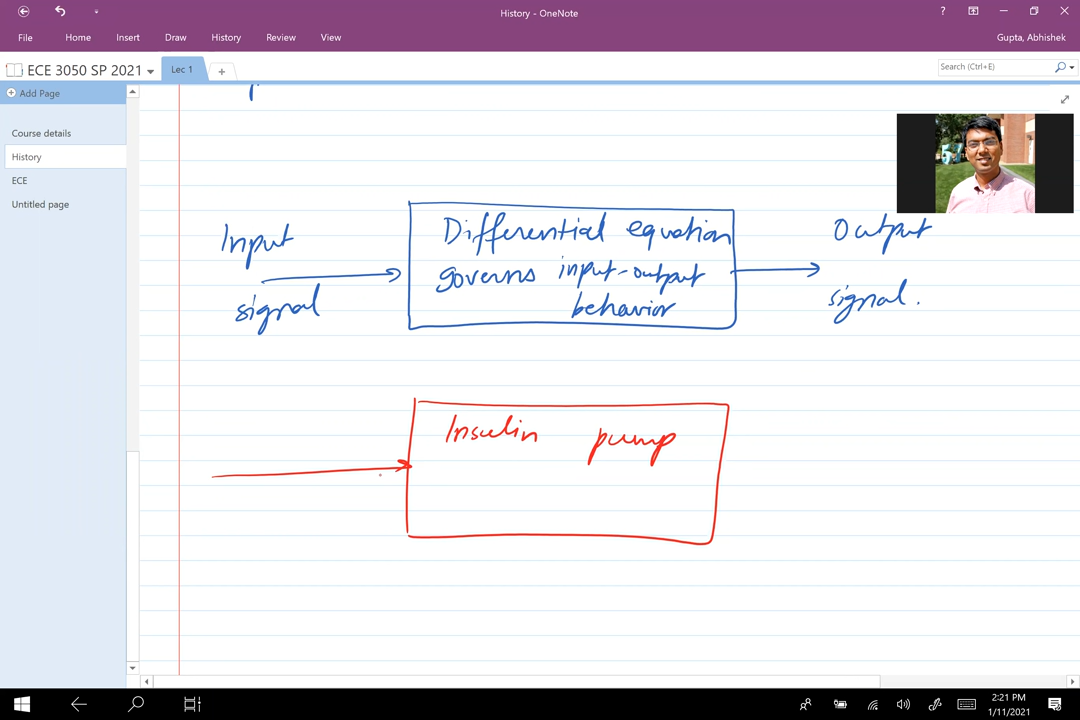 History - OneNote
?
File Home Insert Draw History Review View
Gupta, Abhishek
ECE 3050 SP 2021
Lec 1
+
Search (Ctrl+E)
Add Page
Course details
History
ECE
Untitled page
Input
signal
Differential equation
governs input-output
behavior
Output
signal.
Insulin pump
2:21 PM
1/11/2021